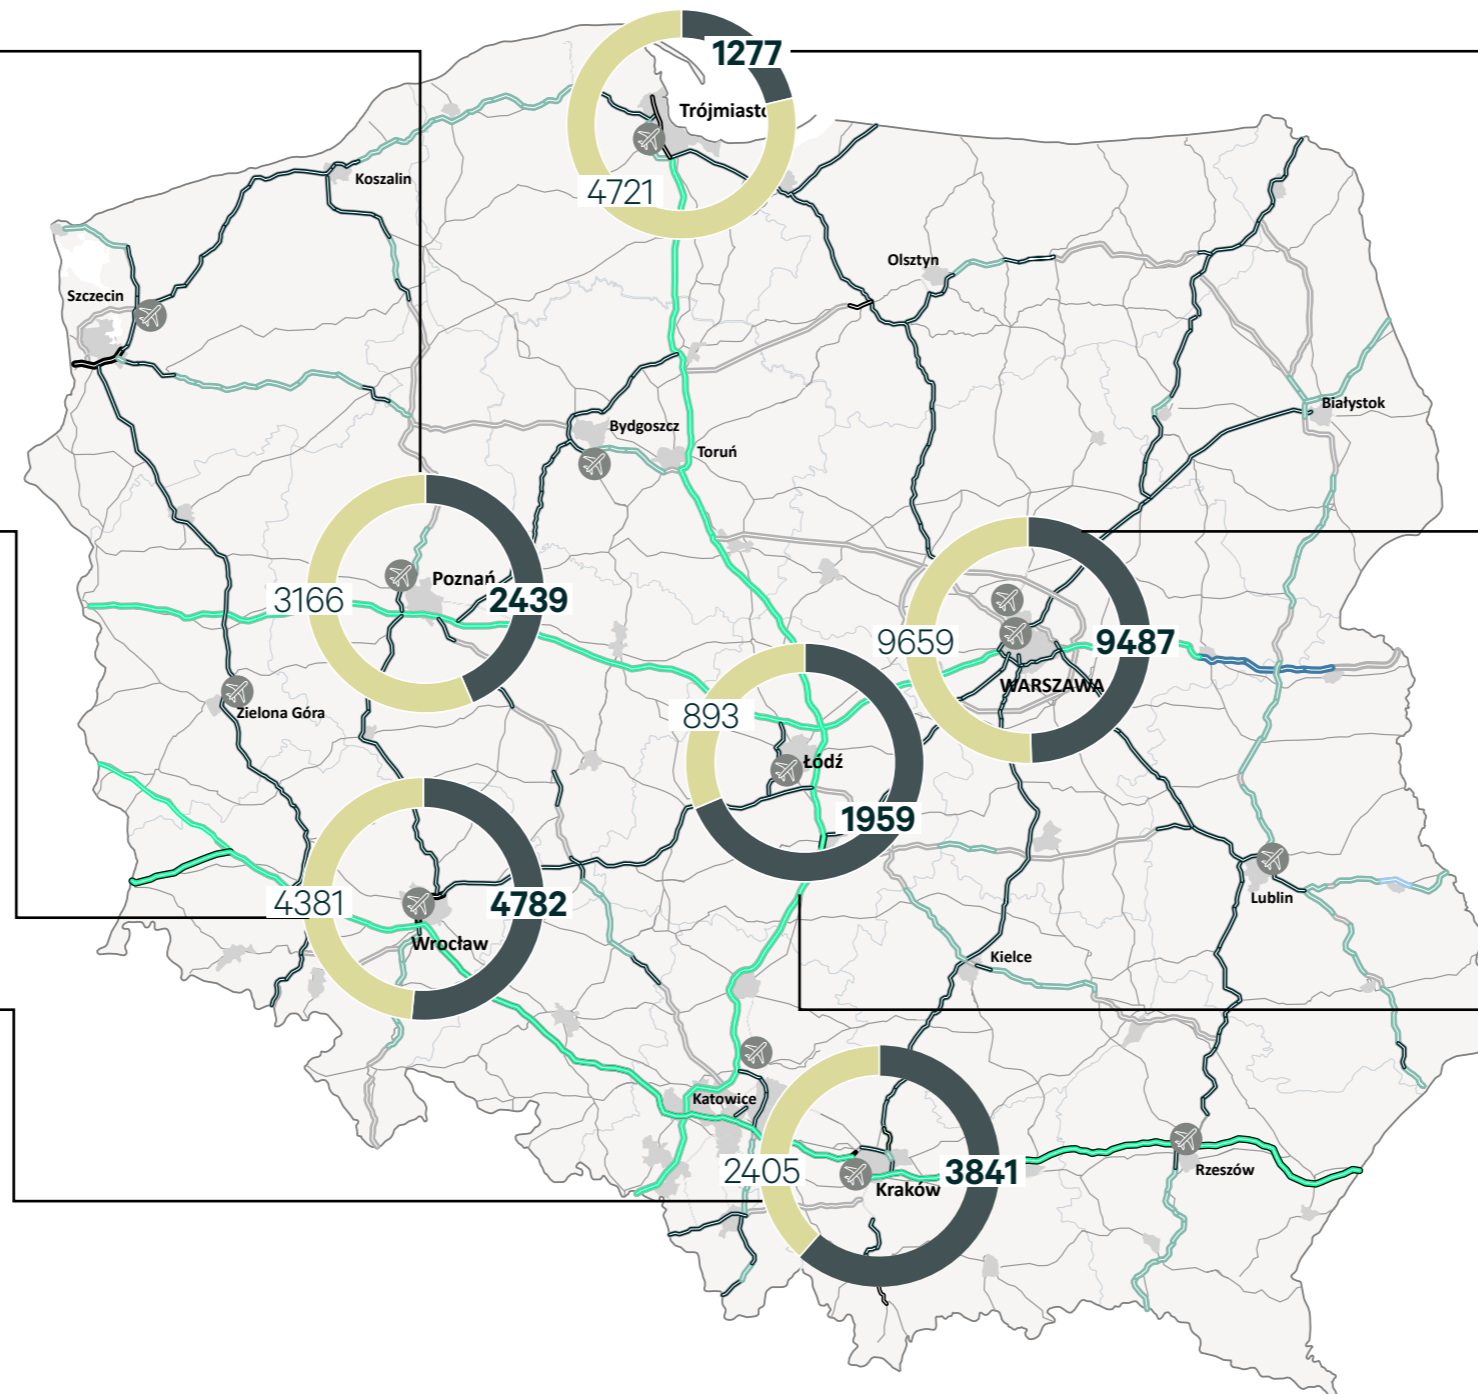 1277
Trójmiasto
4721
Koszalin
Olsztyn
Szczecin
Białystok
Bydgoszcz
Toruń
Poznań
3166
2439
9659
9487
WARSZAWA
Zielona Góra
893
Łódź
1959
4381
4782
Wrocław
Lublin
Kielce
Katowice
2405
3841
Kraków
Rzeszów